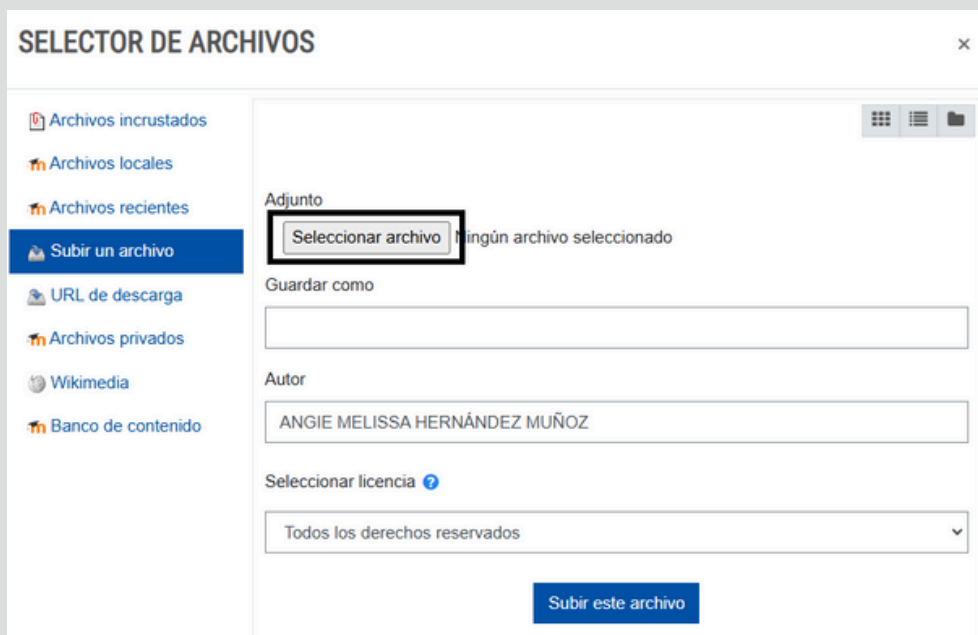 SELECTOR DE ARCHIVOS
×
Archivos incrustados
Archivos locales
Archivos recientes
Subir un archivo
URL de descarga
Archivos privados
Wikimedia
Banco de contenido
Adjunto
Seleccionar archivo Ningún archivo seleccionado
Guardar como
Autor
ANGIE MELISSA HERNÁNDEZ MUÑOZ
Seleccionar licencia ?
Todos los derechos reservados
Subir este archivo